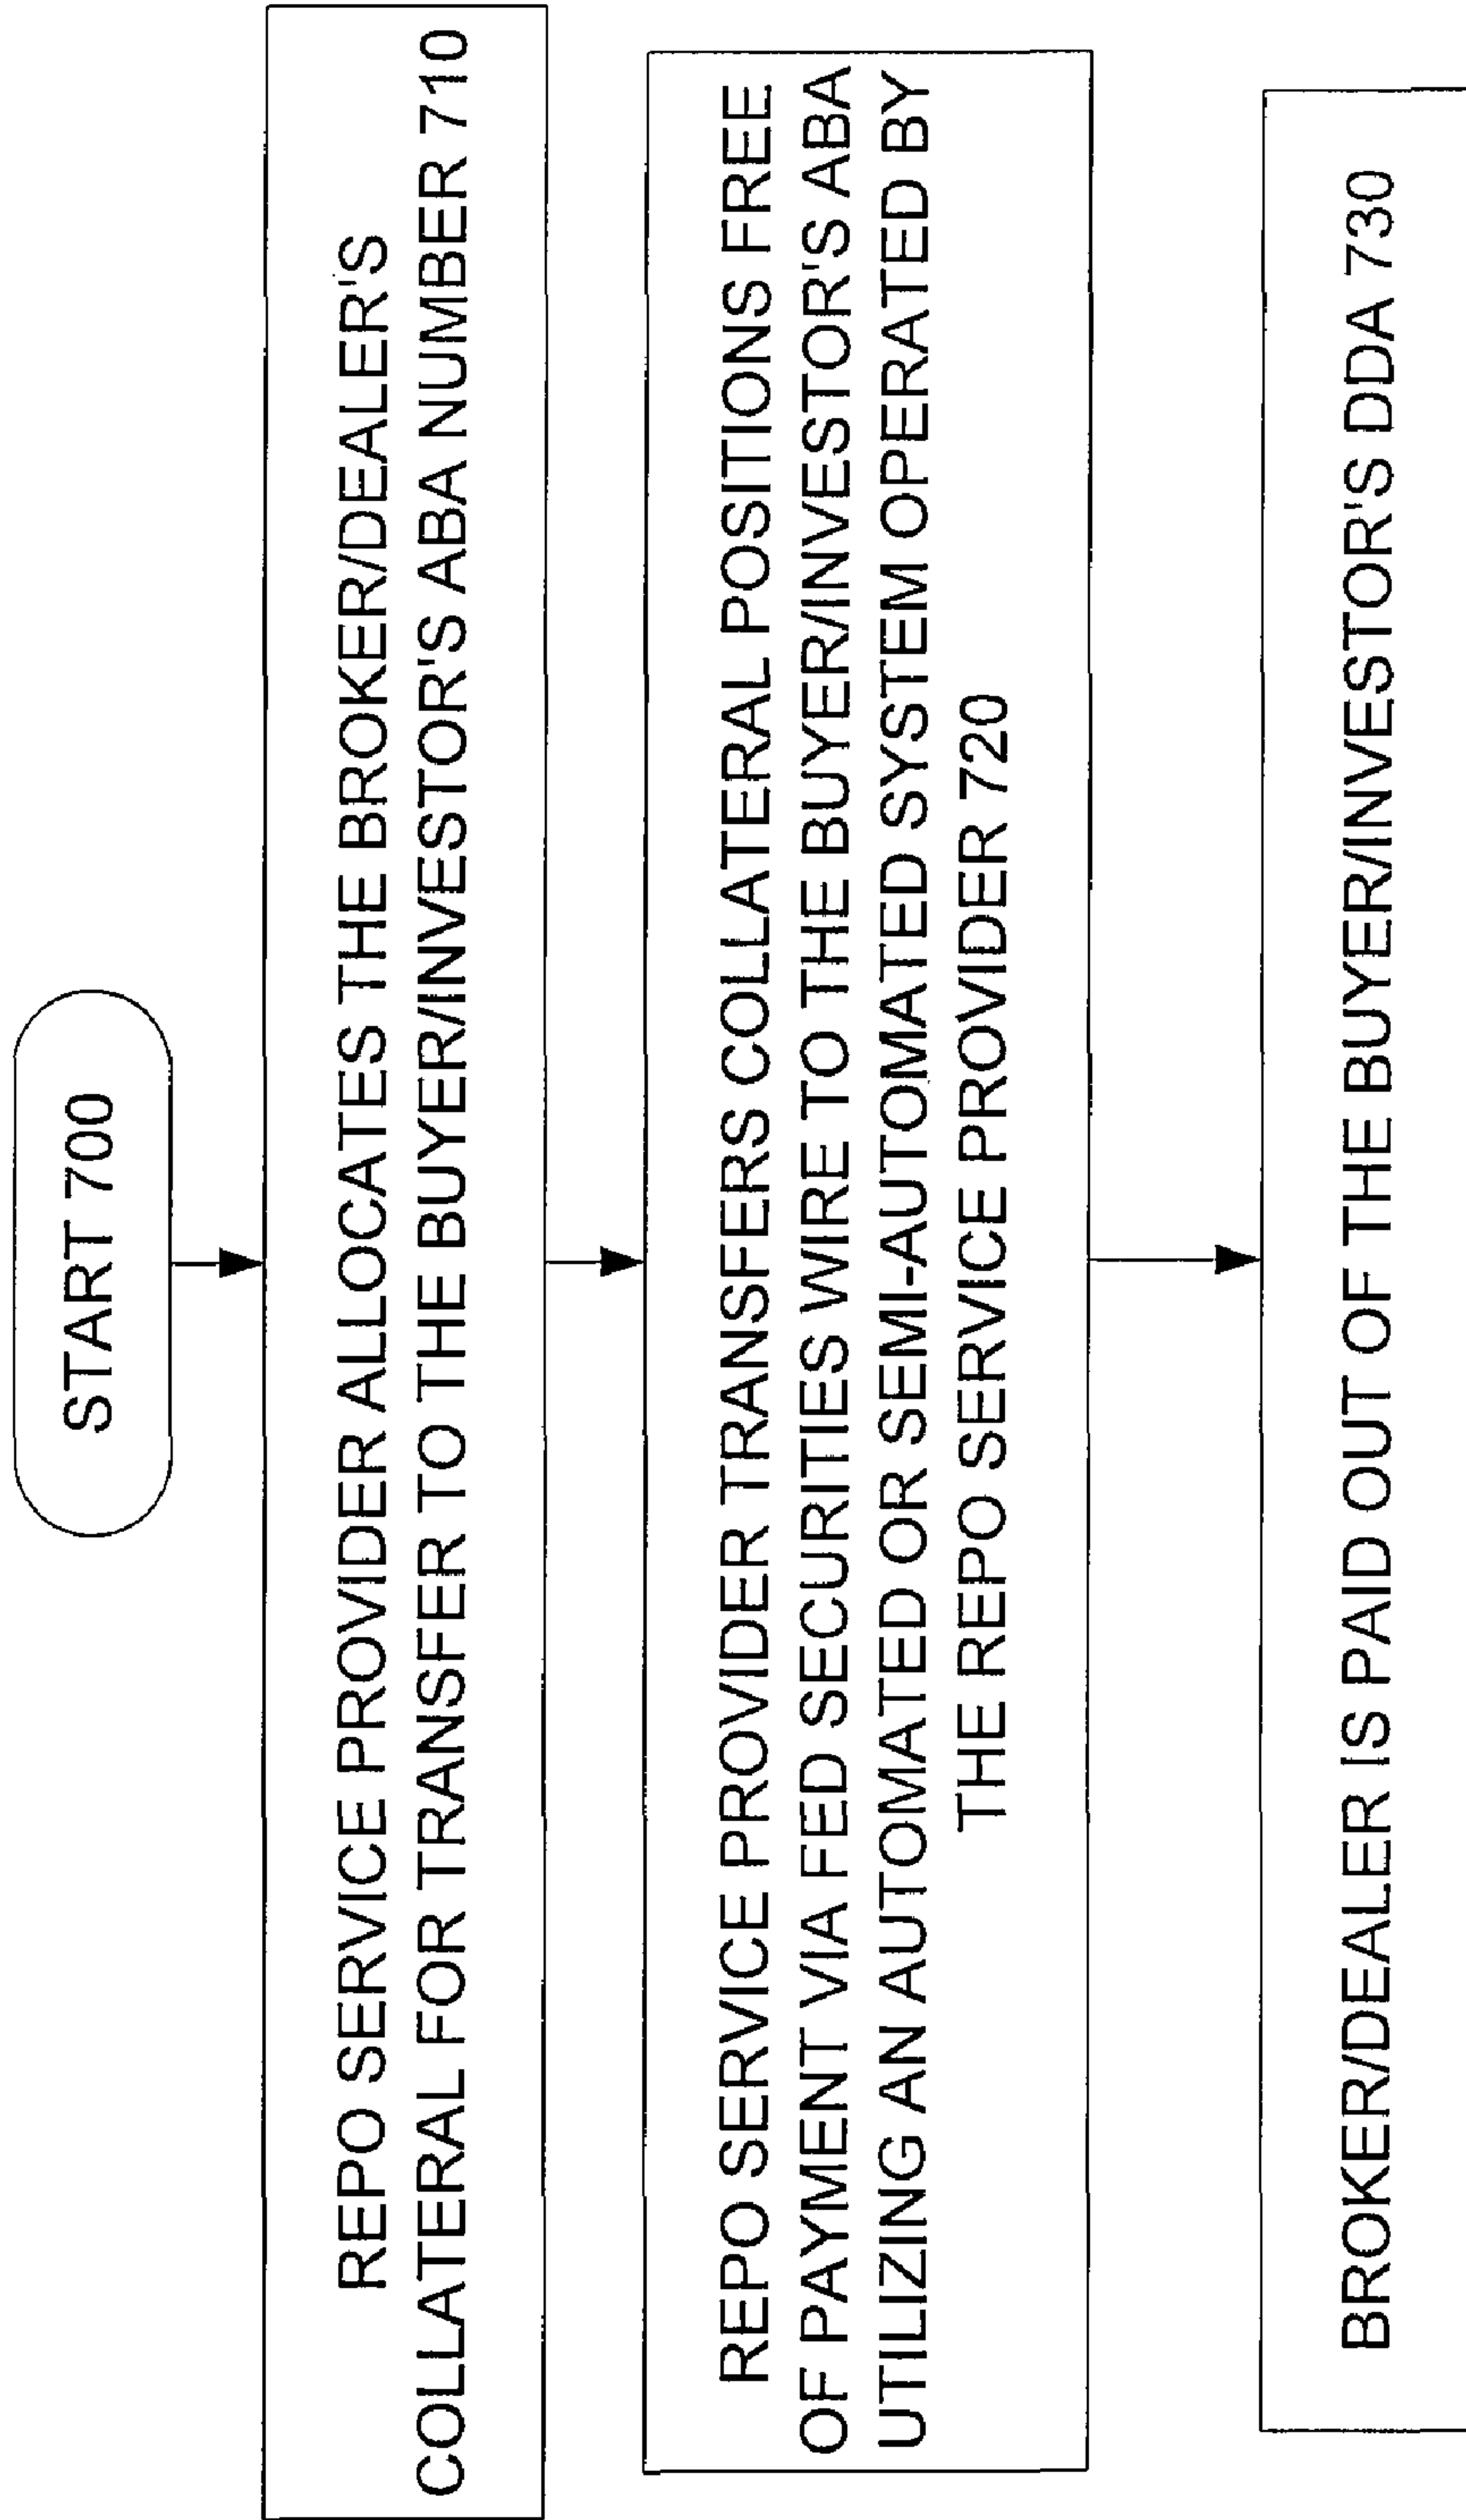 START 700
REPO SERVICE PROVIDER ALLOCATES THE BROKER/DEALER'S
COLLATERAL FOR TRANSFER TO THE BUYER/INVESTOR'S ABA NUMBER 710
REPO SERVICE PROVIDER TRANSFERS COLLATERAL POSITIONS FREE
OF PAYMENT VIA FED SECURITIES WIRE TO THE BUYER/INVESTOR'S ABA
UTILIZING AN AUTOMATED OR SEMI-AUTOMATED SYSTEM OPERATED BY
THE REPO SERVICE PROVIDER 720
BROKER/DEALER IS PAID OUT OF THE BUYER/INVESTOR'S DDA 730